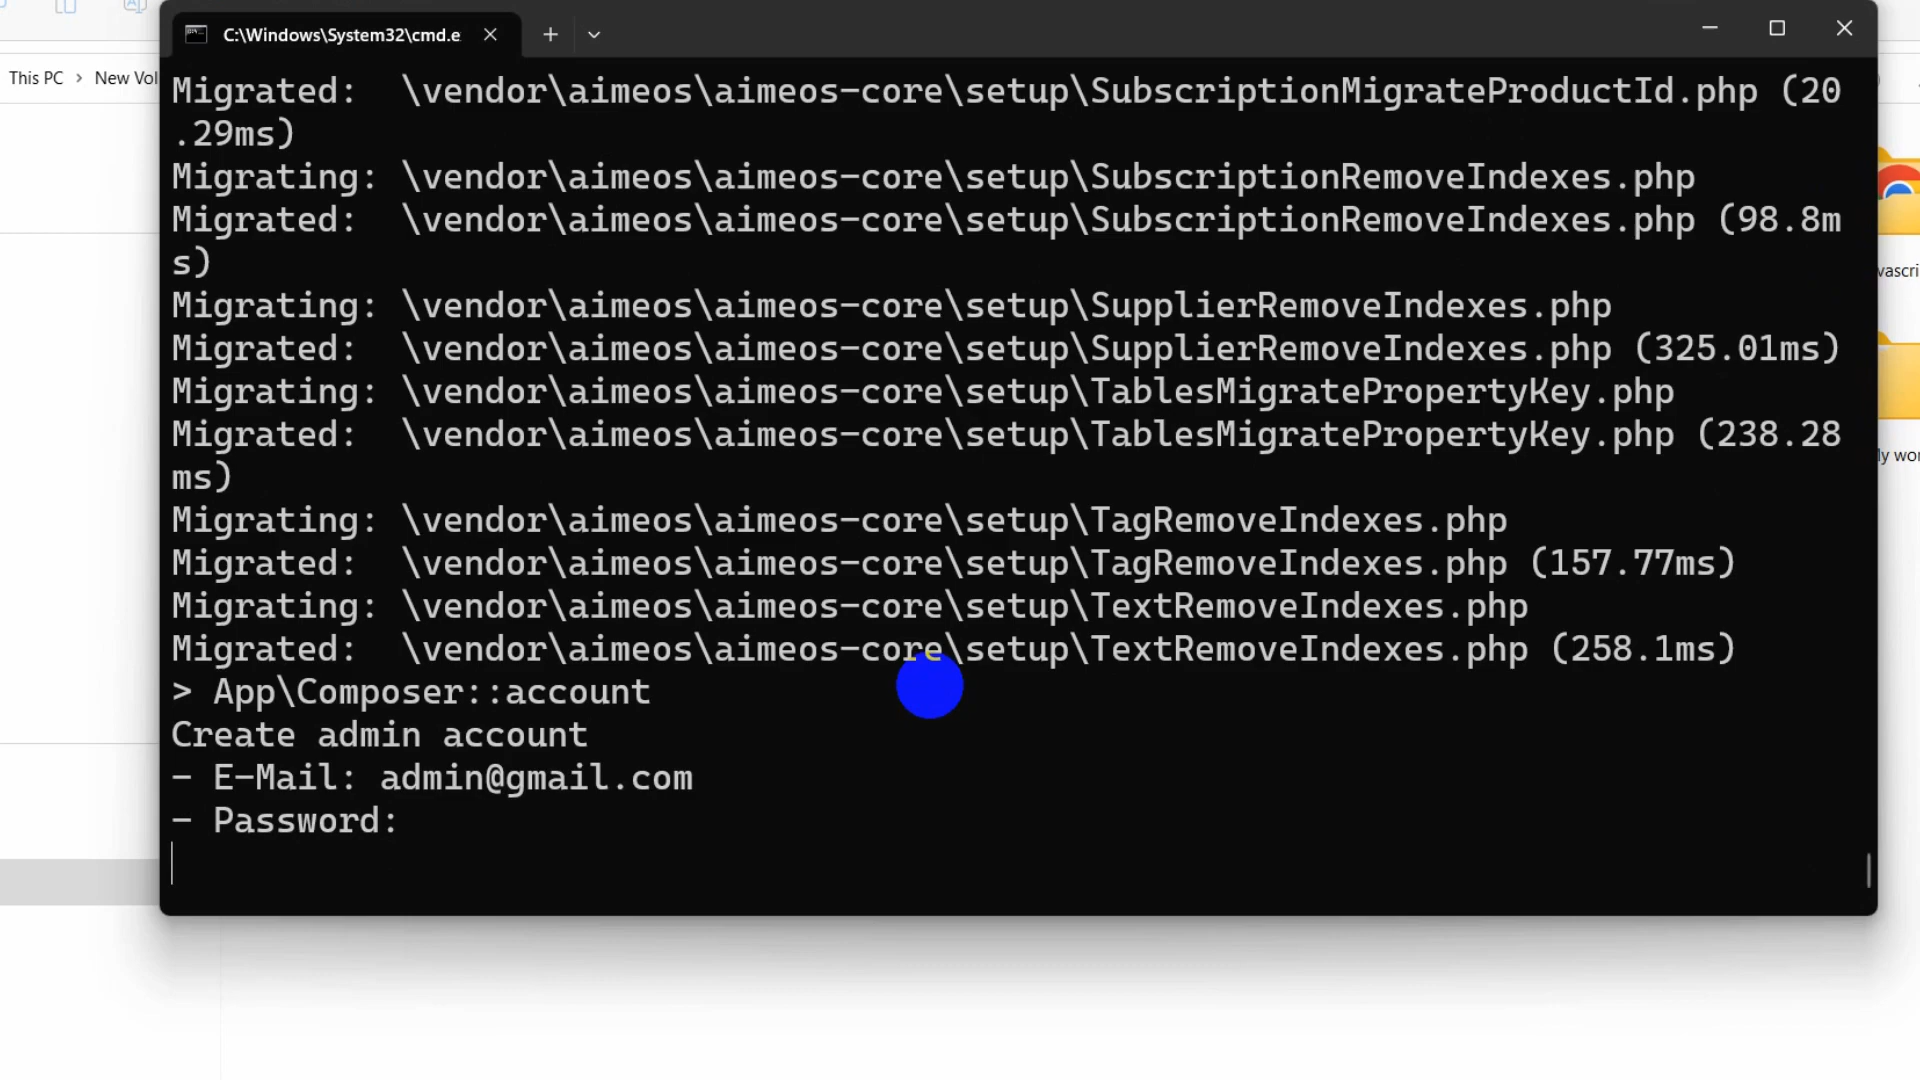 C:\Windows\System32\cmd.e
This PC > New Vol
Migrated:  \vendor\aimeos\aimeos-core\setup\SubscriptionMigrateProductId.php (20
.29ms)
Migrating: \vendor\aimeos\aimeos-core\setup\SubscriptionRemoveIndexes.php
Migrated:  \vendor\aimeos\aimeos-core\setup\SubscriptionRemoveIndexes.php (98.8m
s)
Migrating: \vendor\aimeos\aimeos-core\setup\SupplierRemoveIndexes.php
Migrated:  \vendor\aimeos\aimeos-core\setup\SupplierRemoveIndexes.php (325.01ms)
Migrating: \vendor\aimeos\aimeos-core\setup\TablesMigratePropertyKey.php
Migrated:  \vendor\aimeos\aimeos-core\setup\TablesMigratePropertyKey.php (238.28
ms)
Migrating: \vendor\aimeos\aimeos-core\setup\TagRemoveIndexes.php
Migrated:  \vendor\aimeos\aimeos-core\setup\TagRemoveIndexes.php (157.77ms)
Migrating: \vendor\aimeos\aimeos-core\setup\TextRemoveIndexes.php
Migrated:  \vendor\aimeos\aimeos-core\setup\TextRemoveIndexes.php (258.1ms)
> App\Composer::account
Create admin account
- E-Mail: admin@gmail.com
- Password:
vascri
ly wor